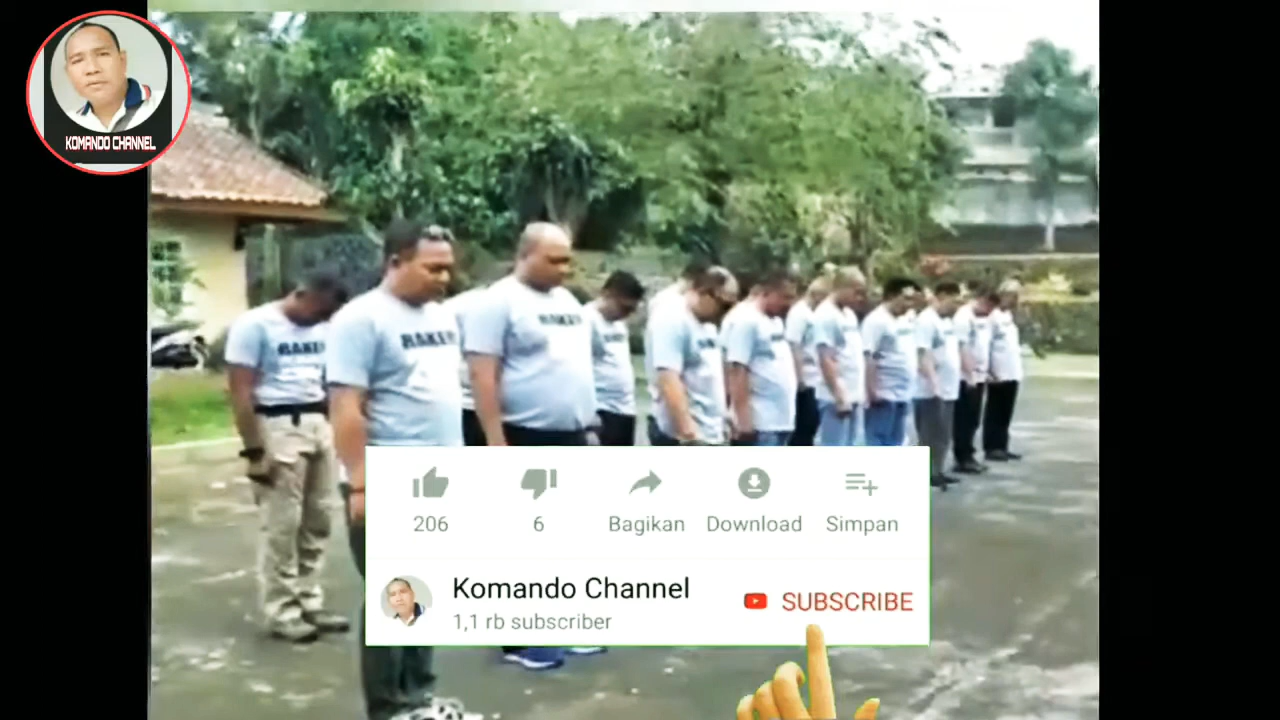 KOMANDO CHANNEL
206
6
Bagikan
Download
Simpan
Komando Channel
1,1 rb subscriber
SUBSCRIBE